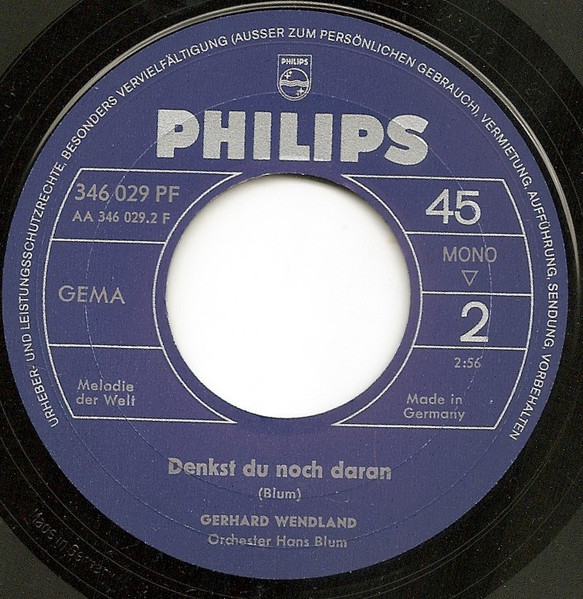 URHEBER- UND LEISTUNGSSCHUTZRECHTE, BESONDERS VERVIELFÄLTIGUNG (AUSSER ZUM PERSÖNLICHEN GEBRAUCH), VERMIETUNG, AUFFÜHRUNG, SENDUNG, VORBEHALTEN
PHILIPS
PHILIPS
346 029 PF
AA 346 029.2 F
45
MONO
GEMA
2
2:56
Melodie
der Welt
Made in
Germany
Denkst du noch daran
(Blum)
GERHARD WENDLAND
Orchester Hans Blum